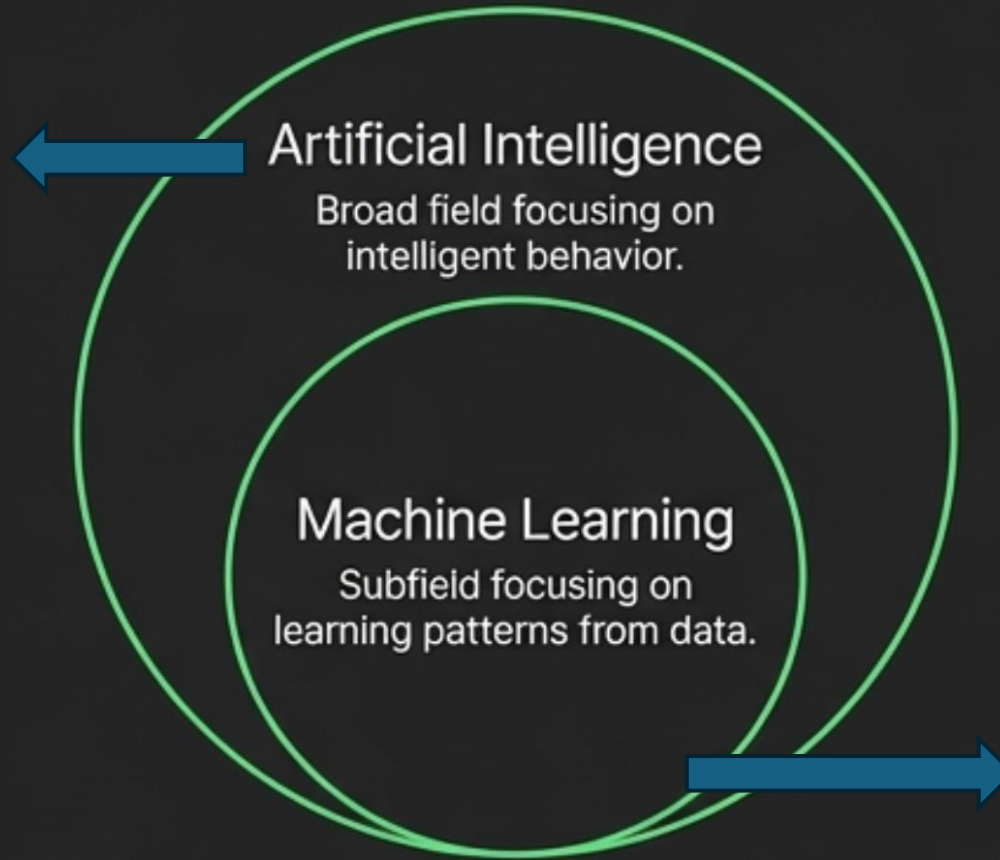 Artificial Intelligence
Broad field focusing on
intelligent behavior.
Machine Learning
Subfield focusing on
learning patterns from data.